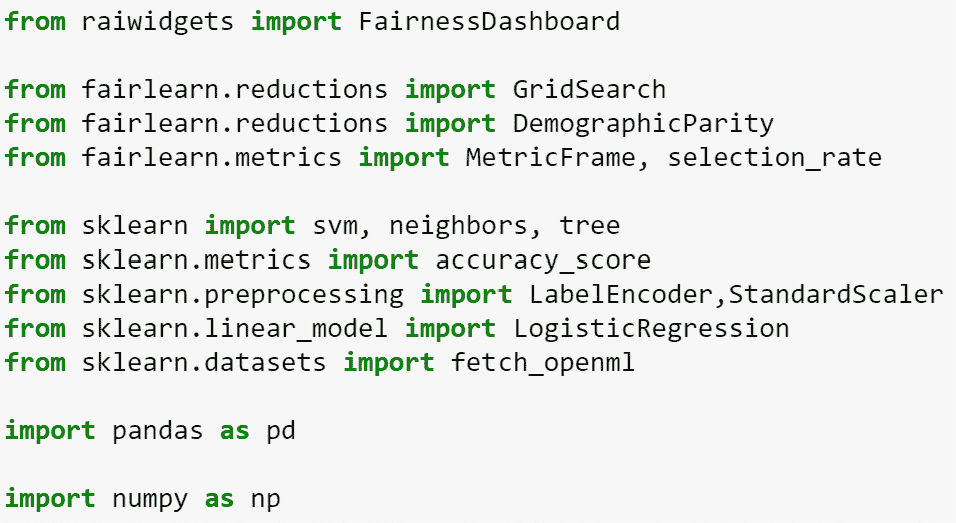 from raiwidgets import FairnessDashboard
from fairlearn.reductions import GridSearch
from fairlearn.reductions import DemographicParity
from fairlearn.metrics import MetricFrame, selection_rate
from sklearn import svm, neighbors, tree
from sklearn.metrics import accuracy_score
from sklearn.preprocessing import LabelEncoder,StandardScaler
from sklearn.linear_model import LogisticRegression
from sklearn.datasets import fetch_openml
import pandas as pd
import numpy as np